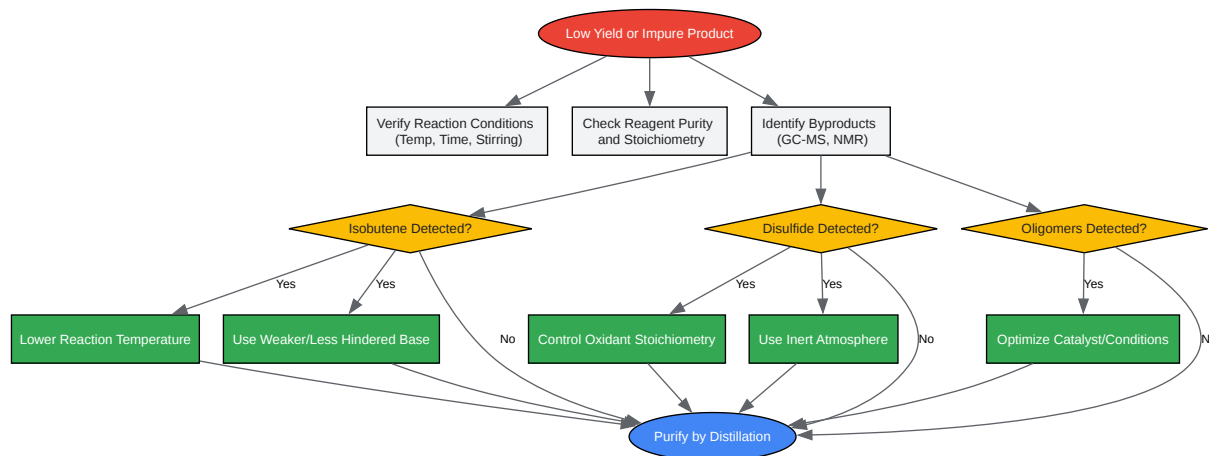 Low Yield or Impure Product
Verify Reaction Conditions
(Temp, Time, Stirring)
Check Reagent Purity
and Stoichiometry
Identify Byproducts
(GC-MS, NMR)
Isobutene Detected?
Disulfide Detected?
Oligomers Detected?
Yes
Yes
Yes
Yes
Yes
Lower Reaction Temperature
Use Weaker/Less Hindered Base
No
Control Oxidant Stoichiometry
Use Inert Atmosphere
No
Optimize Catalyst/Conditions
N
Purify by Distillation